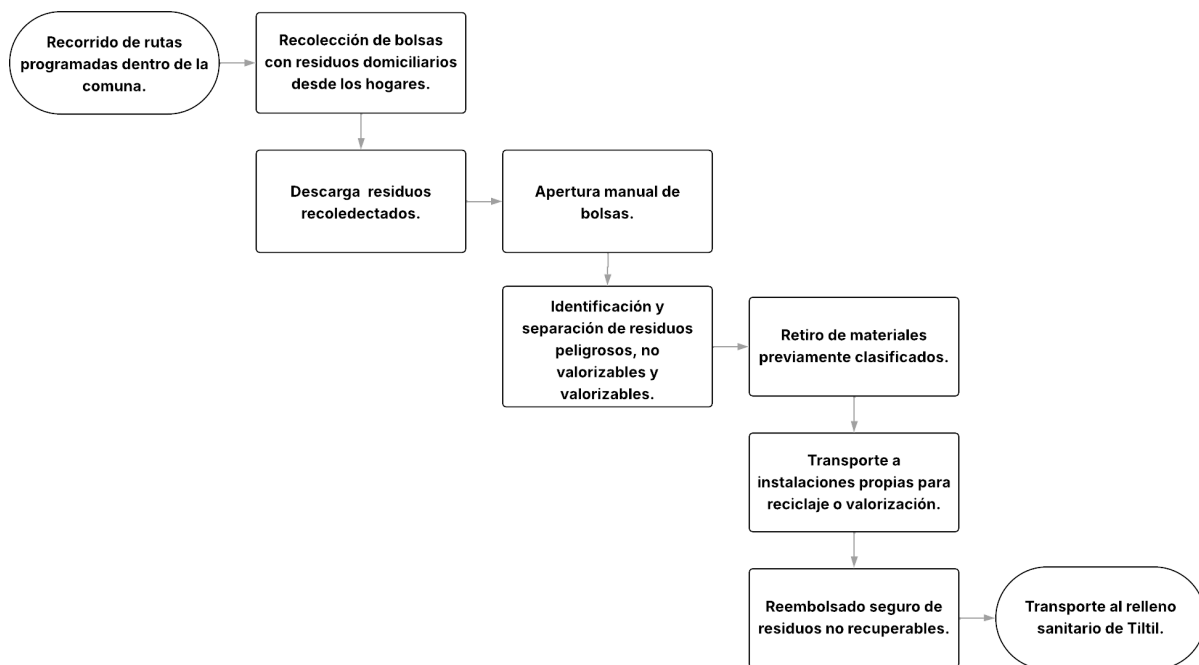 Recorrido de rutas
programadas dentro de la
comuna.
Recolección de bolsas
con residuos domiciliarios
desde los hogares.
Descarga  residuos
recoledectados.
Apertura manual de
bolsas.
Identificación y
separación de residuos
peligrosos, no
valorizables y
valorizables.
Retiro de materiales
previamente clasificados.
Transporte a
instalaciones propias para
reciclaje o valorización.
Reembolsado seguro de
residuos no recuperables.
Transporte al relleno
sanitario de Tiltil.